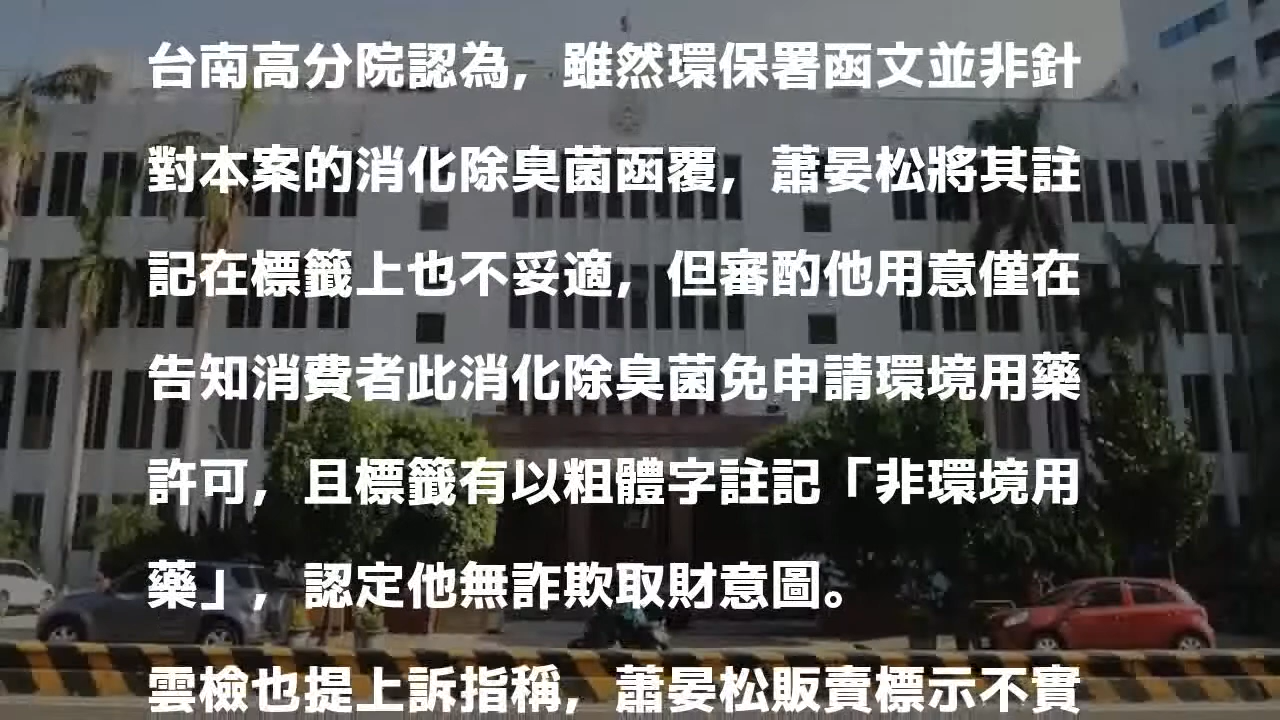 台南高分院認為，雖然環保署函文並非針
對本案的消化除臭菌函覆，蕭晏松將其註
記在標籤上也不妥適，但審酌他用意僅在
告知消費者此消化除臭菌免申請環境用藥
許可，且標籤有以粗體字註記「非環境用
藥」，認定他無詐欺取財意圖。
雲檢也提上訴指稱，蕭晏松販賣標示不實